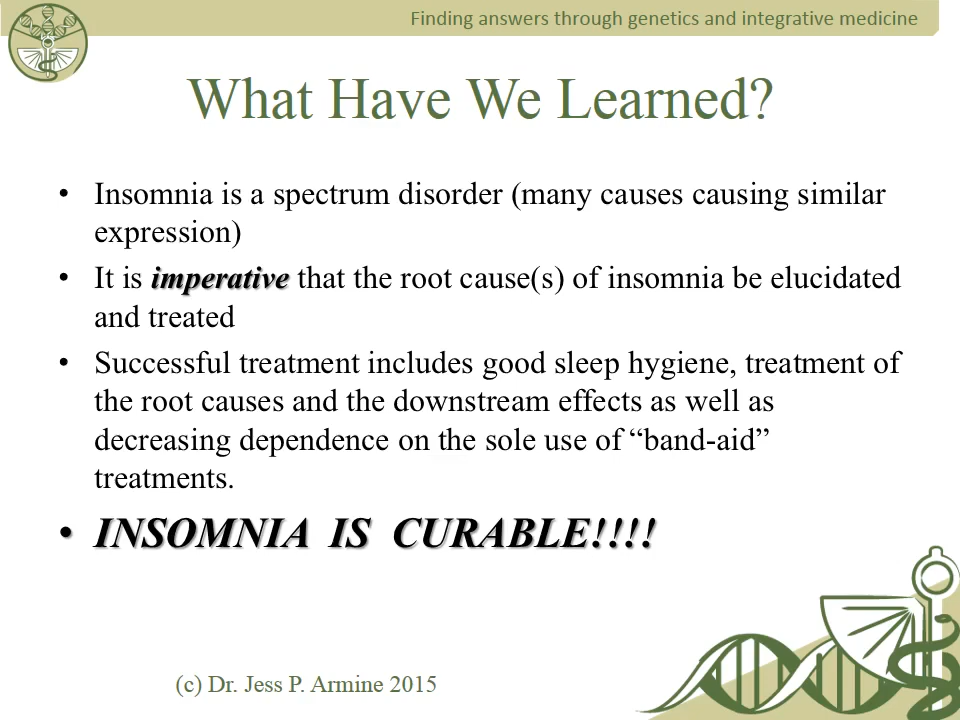 Finding answers through genetics and integrative medicine
What Have We Learned?
• Insomnia is a spectrum disorder (many causes causing similar
expression)
• It is imperative that the root cause(s) of insomnia be elucidated
and treated
• Successful treatment includes good sleep hygiene, treatment of
the root causes and the downstream effects as well as
decreasing dependence on the sole use of “band-aid”
treatments.
• INSOMNIA IS CURABLE!!!!
(c) Dr. Jess P. Armine 2015